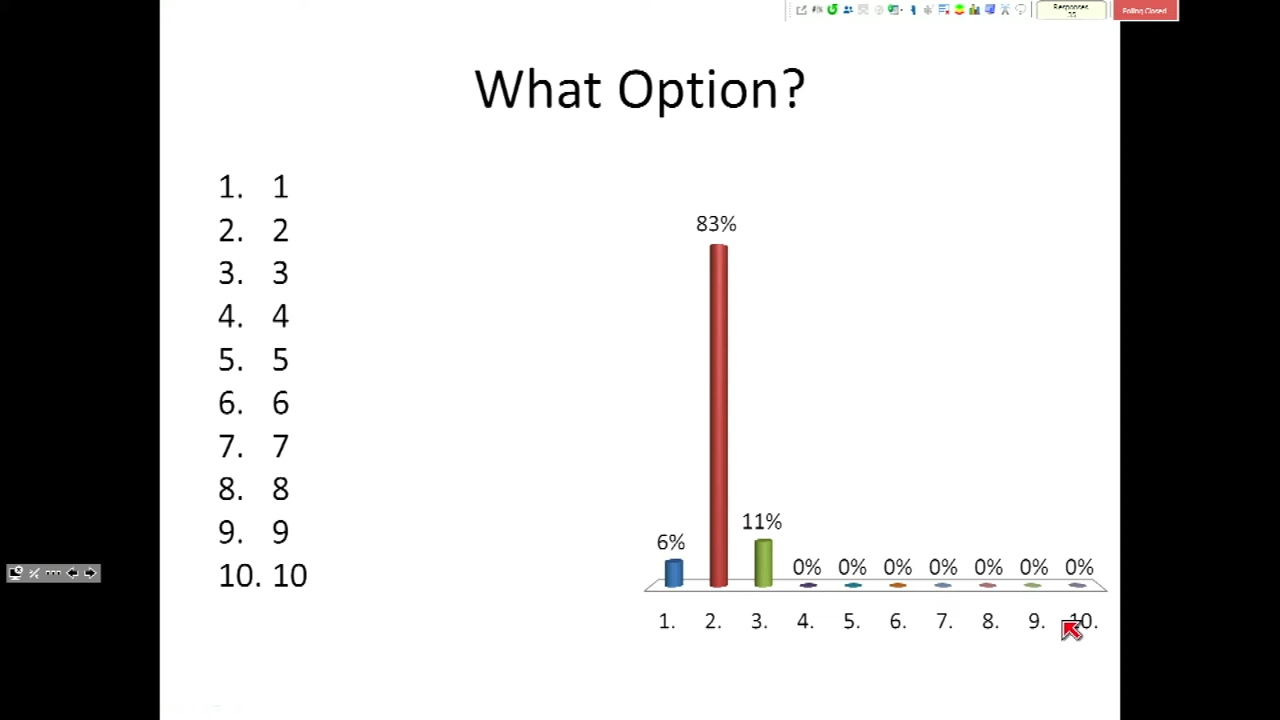 Responses
Polling Closed
What Option?
1. 1
2. 2
3. 3
4. 4
5. 5
6. 6
7. 7
8. 8
9. 9
10. 10
83%
11%
6%
0% 0% 0% 0% 0% 0% 0%
1. 2. 3. 4. 5. 6. 7. 8. 9. 10.